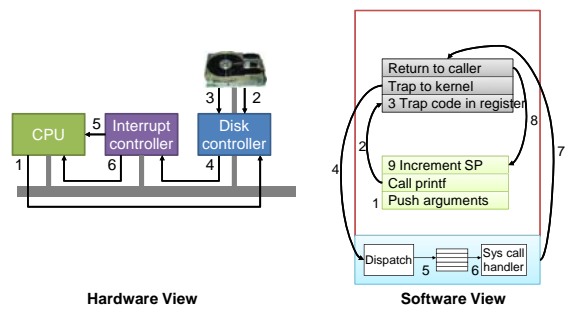 3
2
CPU
5
Interrupt
controller
Disk
controller
1
6
4
Hardware View
Return to caller
Trap to kernel
3 Trap code in register
8
2
7
4
9 Increment SP
Call printf
1
Push arguments
Dispatch
5
6
Sys call
handler
Software View